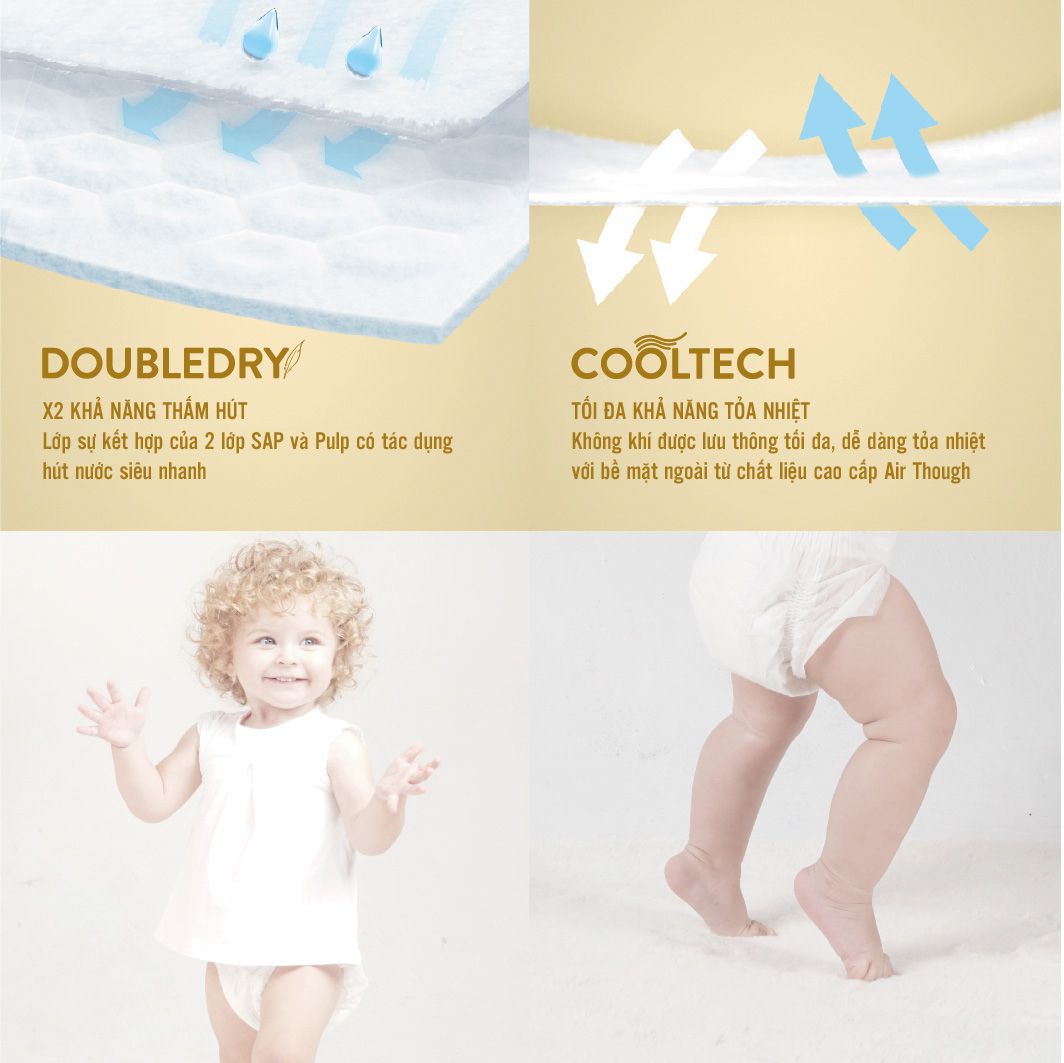 DOUBLEDRY
X2 KHẢ NĂNG THẤM HÚT
Lớp sự kết hợp của 2 lớp SAP và Pulp có tác dụng
hút nước siêu nhanh
COOLTECH
TỐI ĐA KHẢ NĂNG TỎA NHIỆT
Không khí được lưu thông tối đa, dễ dàng tỏa nhiệt
với bề mặt ngoài từ chất liệu cao cấp Air Though